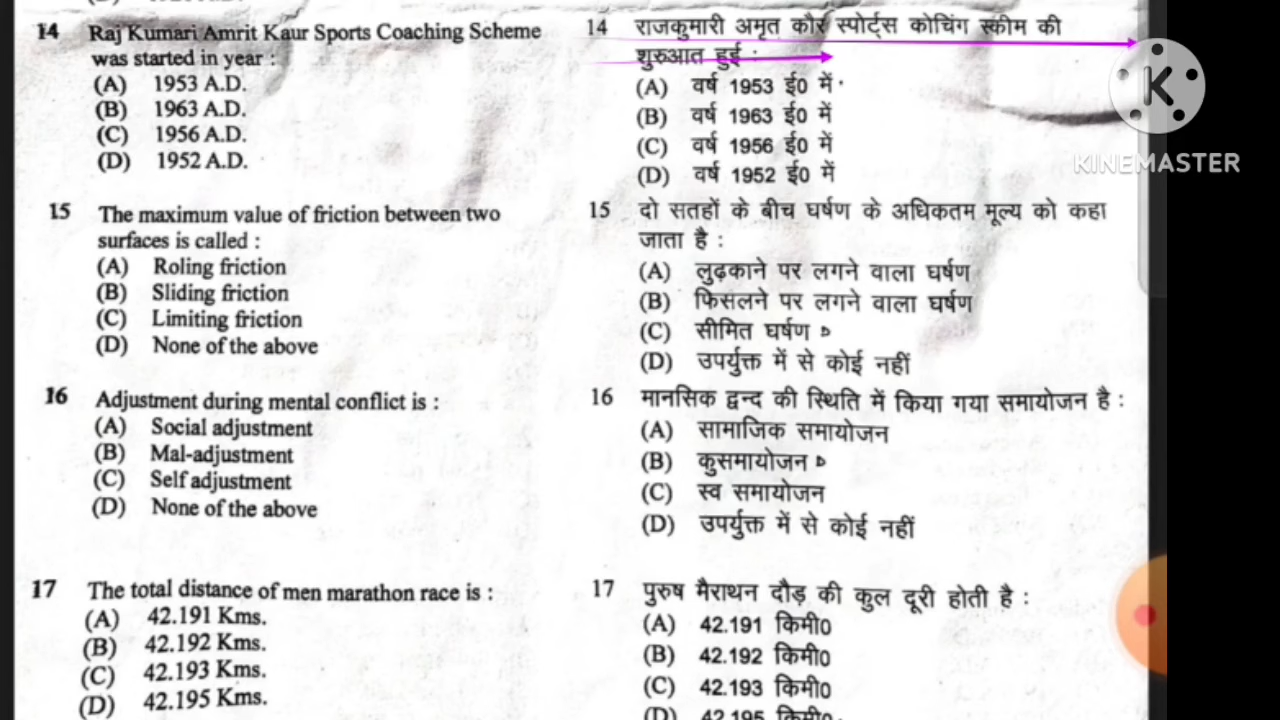 14 Raj Kumari Amrit Kaur Sports Coaching Scheme
was started in year :
(A) 1953 A.D.
(B) 1963 A.D.
(C) 1956 A.D.
(D) 1952 A.D.
15 The maximum value of friction between two
surfaces is called :
(A) Roling friction
(B) Sliding friction
(C) Limiting friction
(D) None of the above
16 Adjustment during mental conflict is :
(A) Social adjustment
(B) Mal-adjustment
(C) Self adjustment
(D) None of the above
17 The total distance of men marathon race is :
(A) 42.191 Kms.
(B) 42.192 Kms.
(C) 42.193 Kms.
(D) 42.195 Kms.
14 राजकुमारी अमृत कौर स्पोर्ट्स कोचिंग स्कीम की
शुरुआत हुई :
(A) वर्ष 1953 ई0 में
(B) वर्ष 1963 ई0 में
(C) वर्ष 1956 ई0 में
(D) वर्ष 1952 ई0 में
15 दो सतहों के बीच घर्षण के अधिकतम मूल्य को कहा
जाता है :
(A) लुढ़काने पर लगने वाला घर्षण
(B) फिसलने पर लगने वाला घर्षण
(C) सीमित घर्षण
(D) उपर्युक्त में से कोई नहीं
16 मानसिक द्वन्द की स्थिति में किया गया समायोजन है :
(A) सामाजिक समायोजन
(B) कुसमायोजन
(C) स्व समायोजन
(D) उपर्युक्त में से कोई नहीं
17 पुरुष मैराथन दौड़ की कुल दूरी होती है :
(A) 42.191 किमी0
(B) 42.192 किमी0
(C) 42.193 किमी0
(D) 42.195 किमी0
K
KINEMASTER